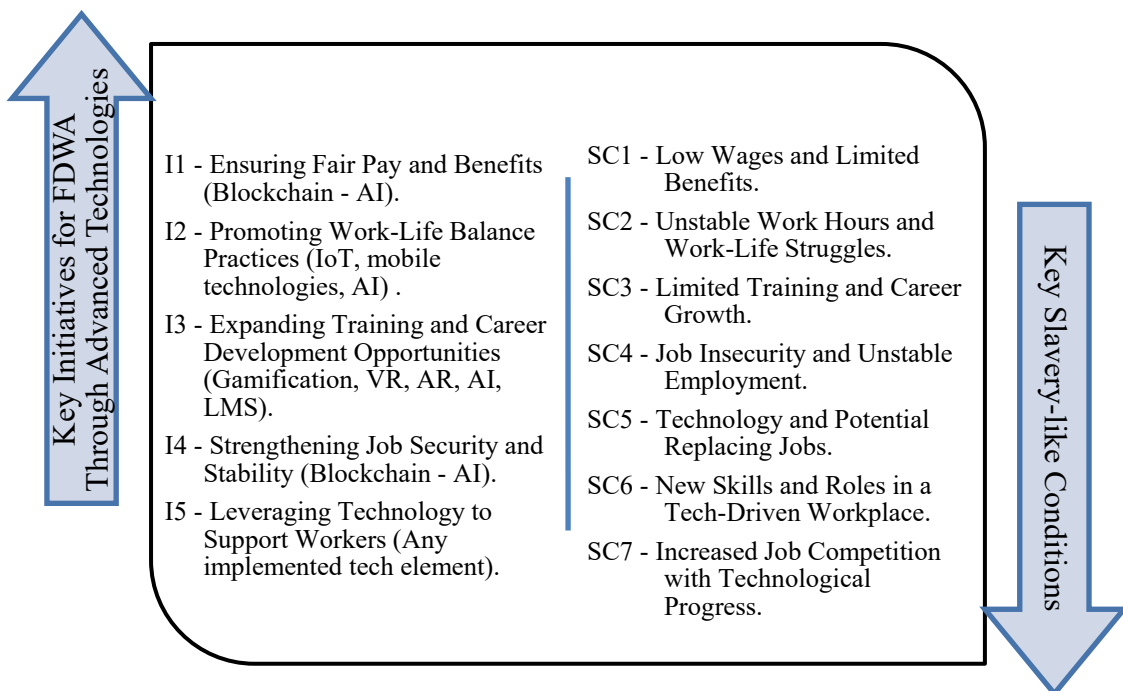 Key Initiatives for FDWA
Through Advanced Technologies
I1 - Ensuring Fair Pay and Benefits
(Blockchain - AI).
I2 - Promoting Work-Life Balance
Practices (IoT, mobile
technologies, AI) .
I3 - Expanding Training and Career
Development Opportunities
(Gamification, VR, AR, AI,
LMS).
I4 - Strengthening Job Security and
Stability (Blockchain - AI).
I5 - Leveraging Technology to
Support Workers (Any
implemented tech element).
SC1 - Low Wages and Limited
Benefits.
SC2 - Unstable Work Hours and
Work-Life Struggles.
SC3 - Limited Training and Career
Growth.
SC4 - Job Insecurity and Unstable
Employment.
SC5 - Technology and Potential
Replacing Jobs.
SC6 - New Skills and Roles in a
Tech-Driven Workplace.
SC7 - Increased Job Competition
with Technological
Progress.
Key Slavery-like Conditions